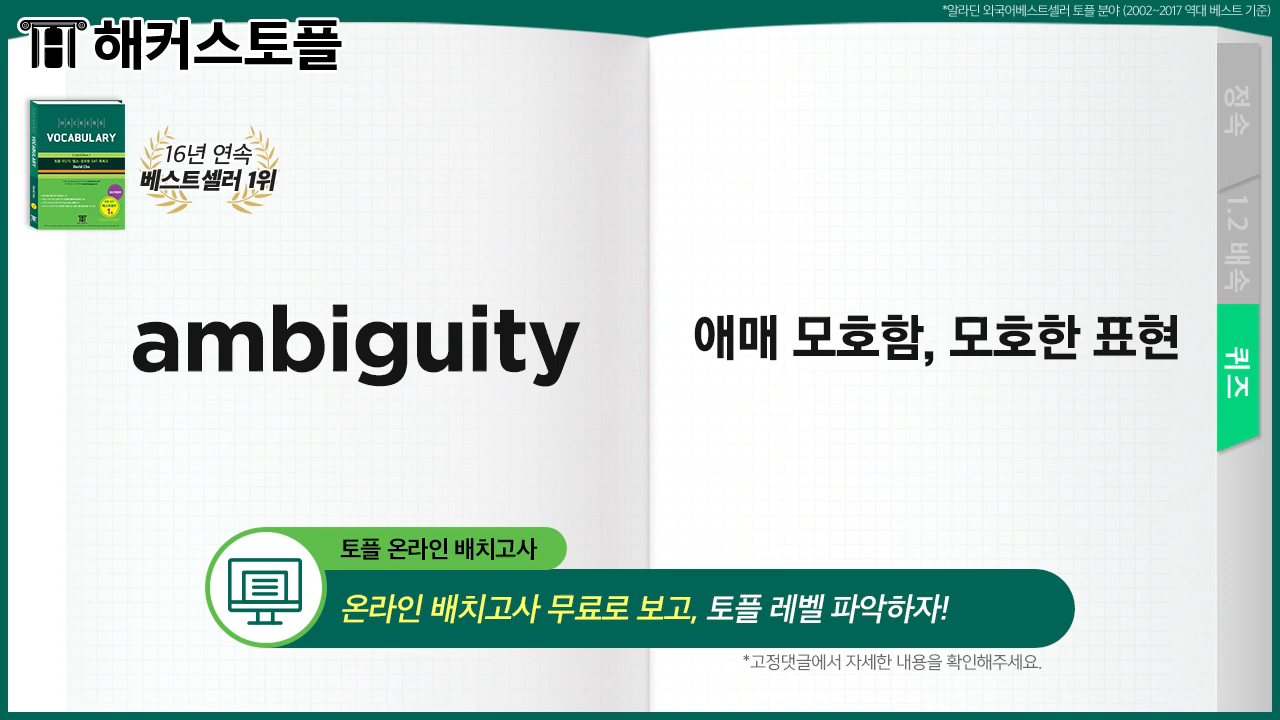 *알라딘 외국어베스트셀러 토플 분야 (2002~2017 역대 베스트 기준)
해커스토플
HACKERS
VOCABULARY
David Cho
16년 연속
베스트셀러 1위
정속
1.2 배속
퀴즈
ambiguity
애매 모호함, 모호한 표현
토플 온라인 배치고사
온라인 배치고사 무료로 보고, 토플 레벨 파악하자!
*고정댓글에서 자세한 내용을 확인해주세요.